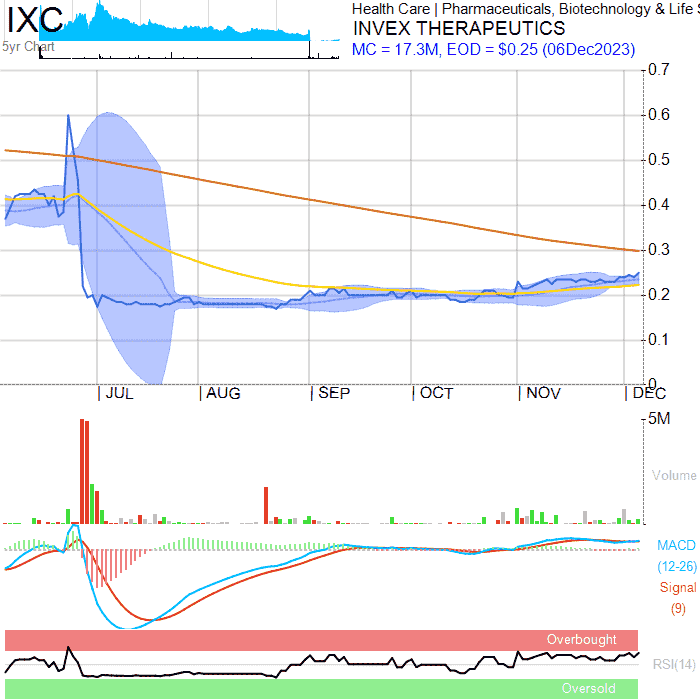 IXC
5yr Chart
Health Care | Pharmaceuticals, Biotechnology & Life S
INVEX THERAPEUTICS
MC = 17.3M, EOD = $0.25 (06Dec2023)
0.7
0.6
0.5
0.4
0.3
0.2
0.1
0
JUL AUG SEP OCT NOV DEC
5M
Volume
MACD
(12-26)
Signal
(9)
Overbought
RSI(14)
Oversold